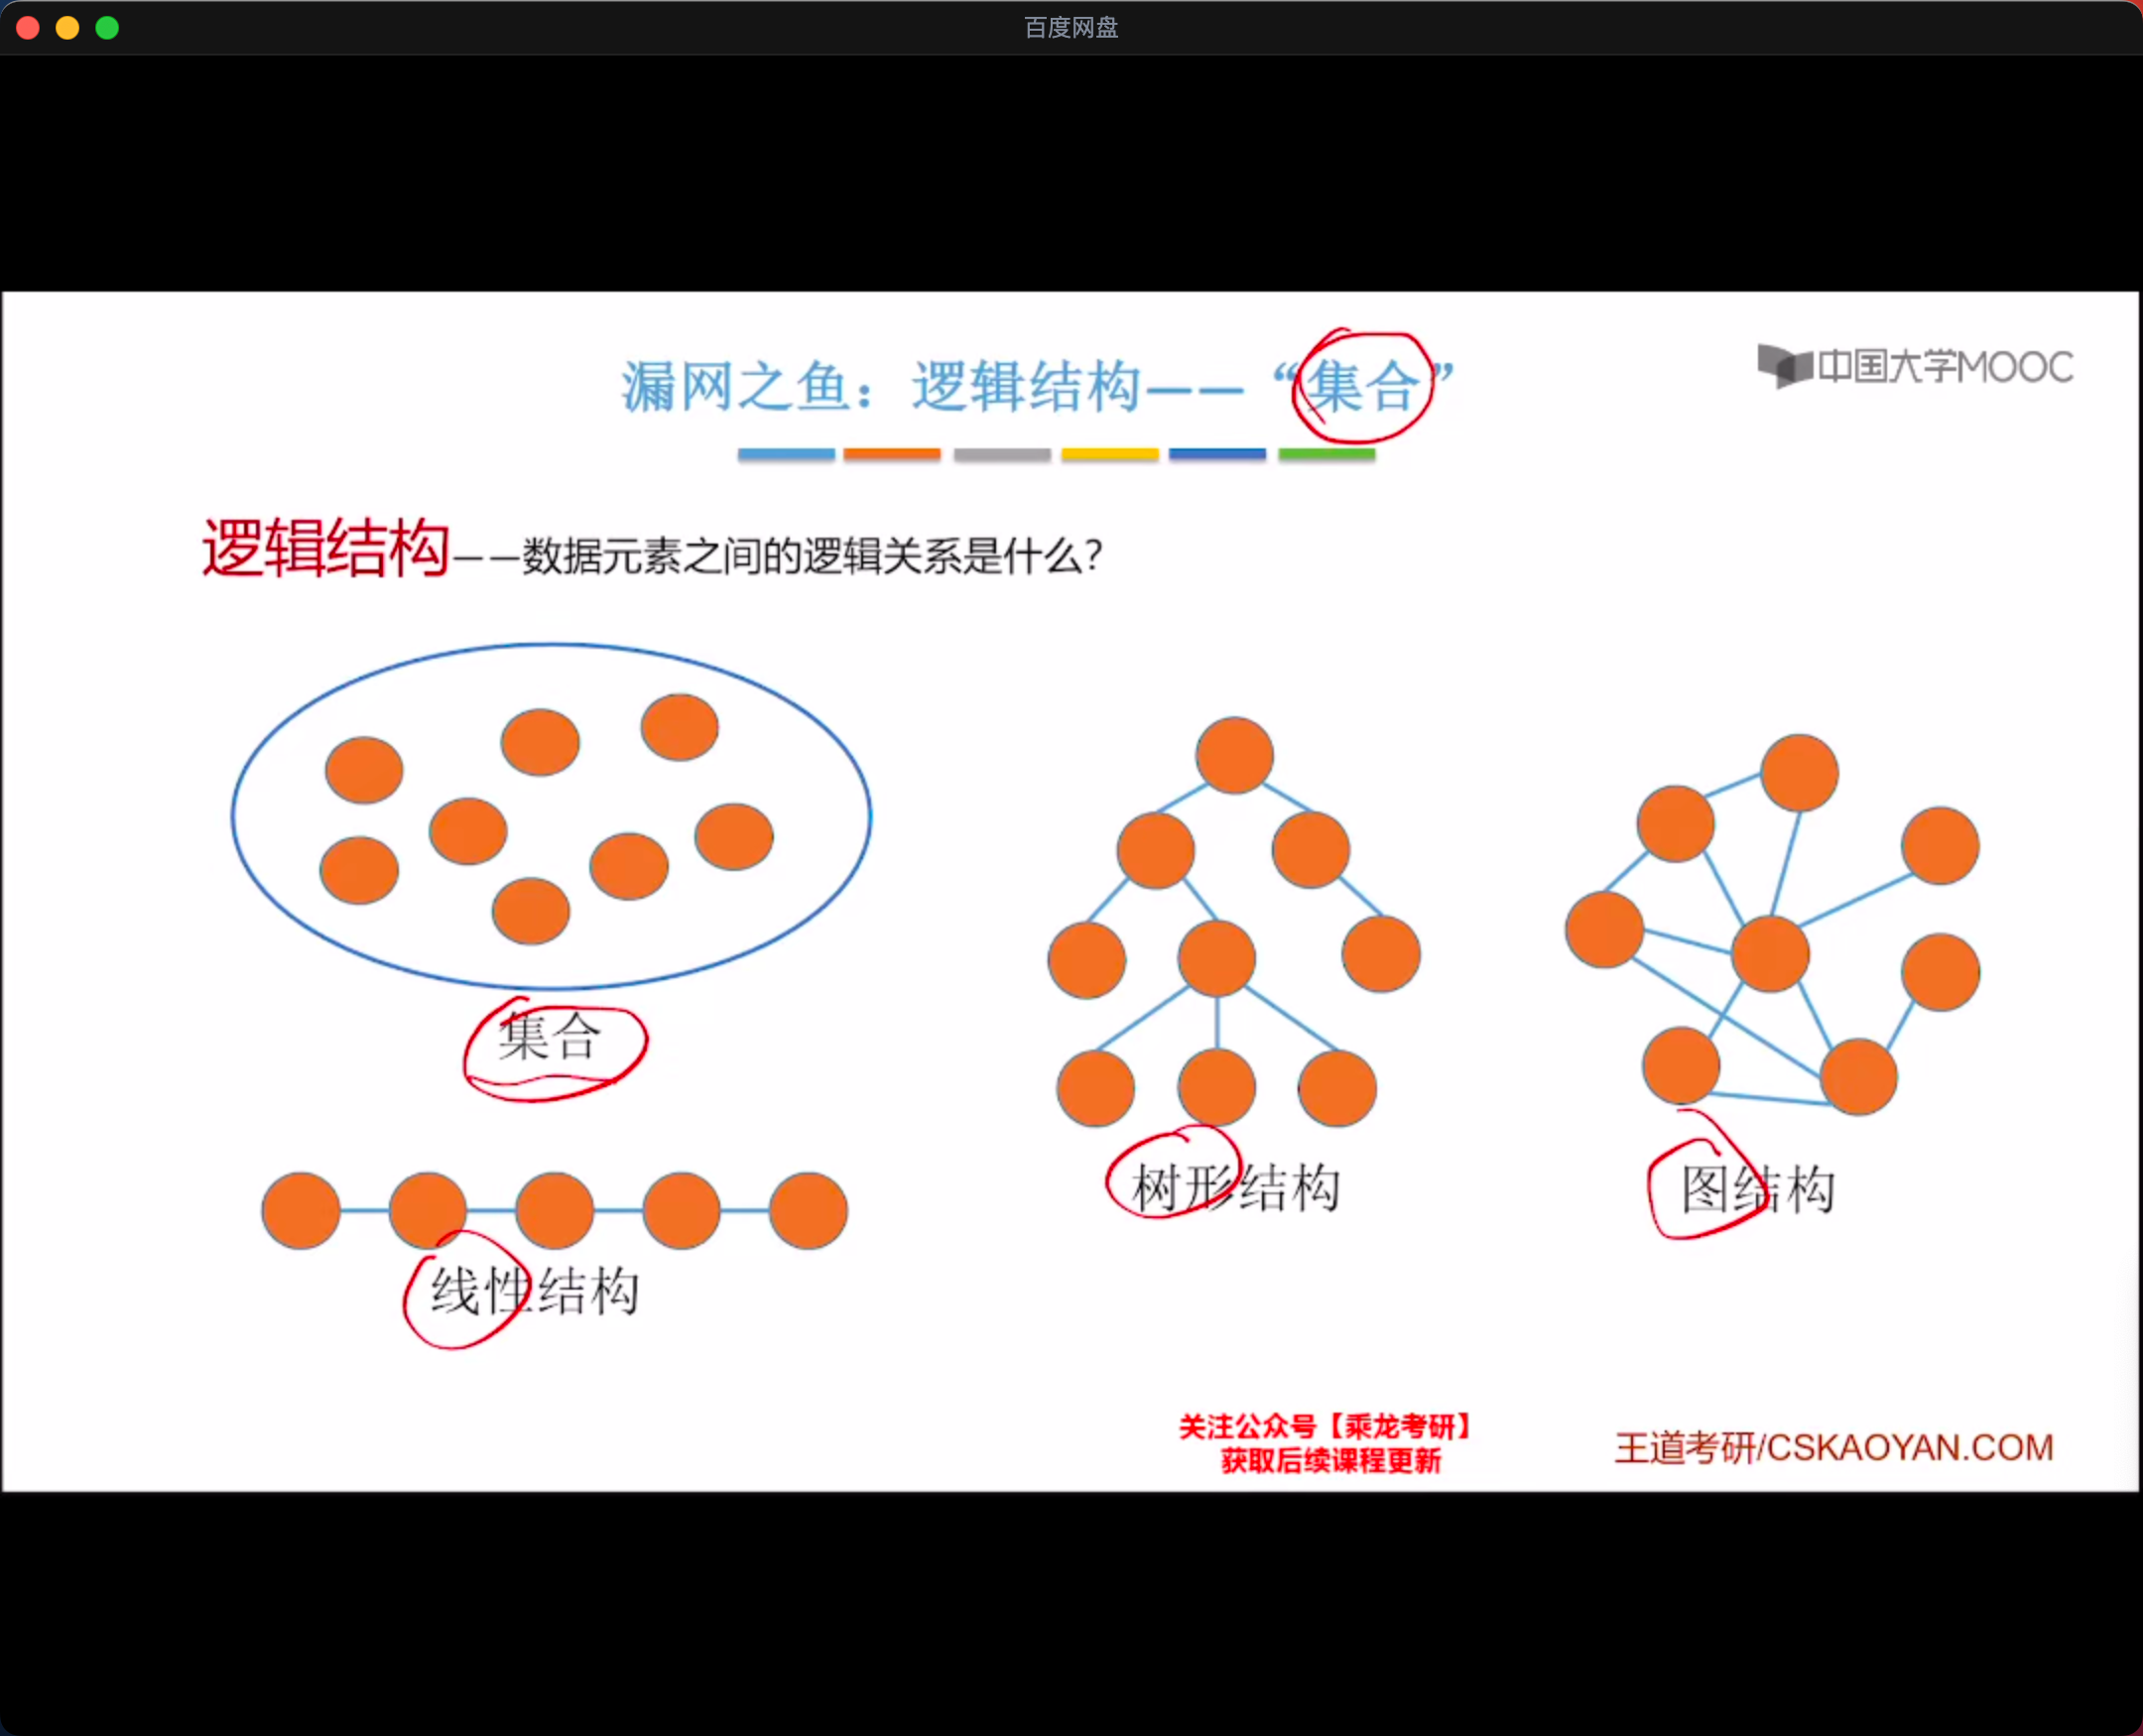 百度网盘
漏网之鱼：逻辑结构——“集合”
中国大学MOOC
逻辑结构——数据元素之间的逻辑关系是什么？
集合
树形结构
图结构
线性结构
关注公众号【乘龙考研】
获取后续课程更新
王道考研/CSKAOYAN.COM